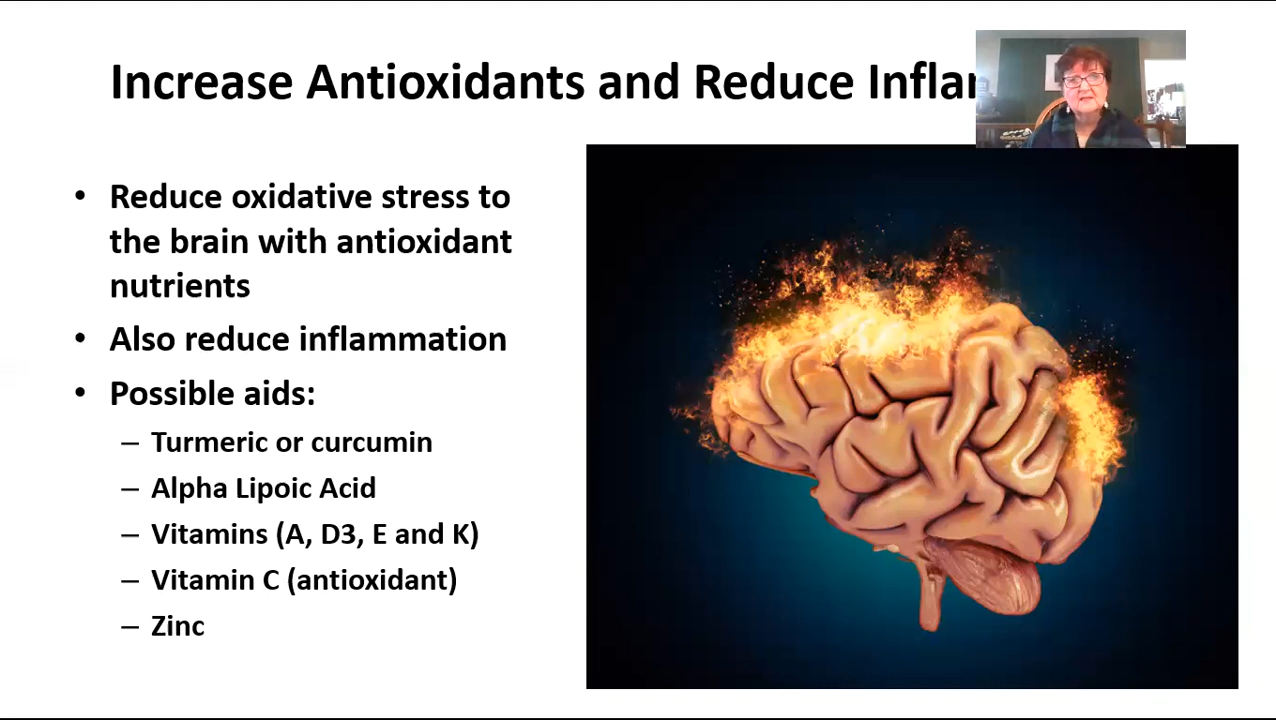 Increase Antioxidants and Reduce
• Reduce oxidative stress to
the brain with antioxidant
nutrients
• Also reduce inflammation
• Possible aids:
– Turmeric or curcumin
– Alpha Lipoic Acid
– Vitamins (A, D3, E and K)
– Vitamin C (antioxidant)
– Zinc